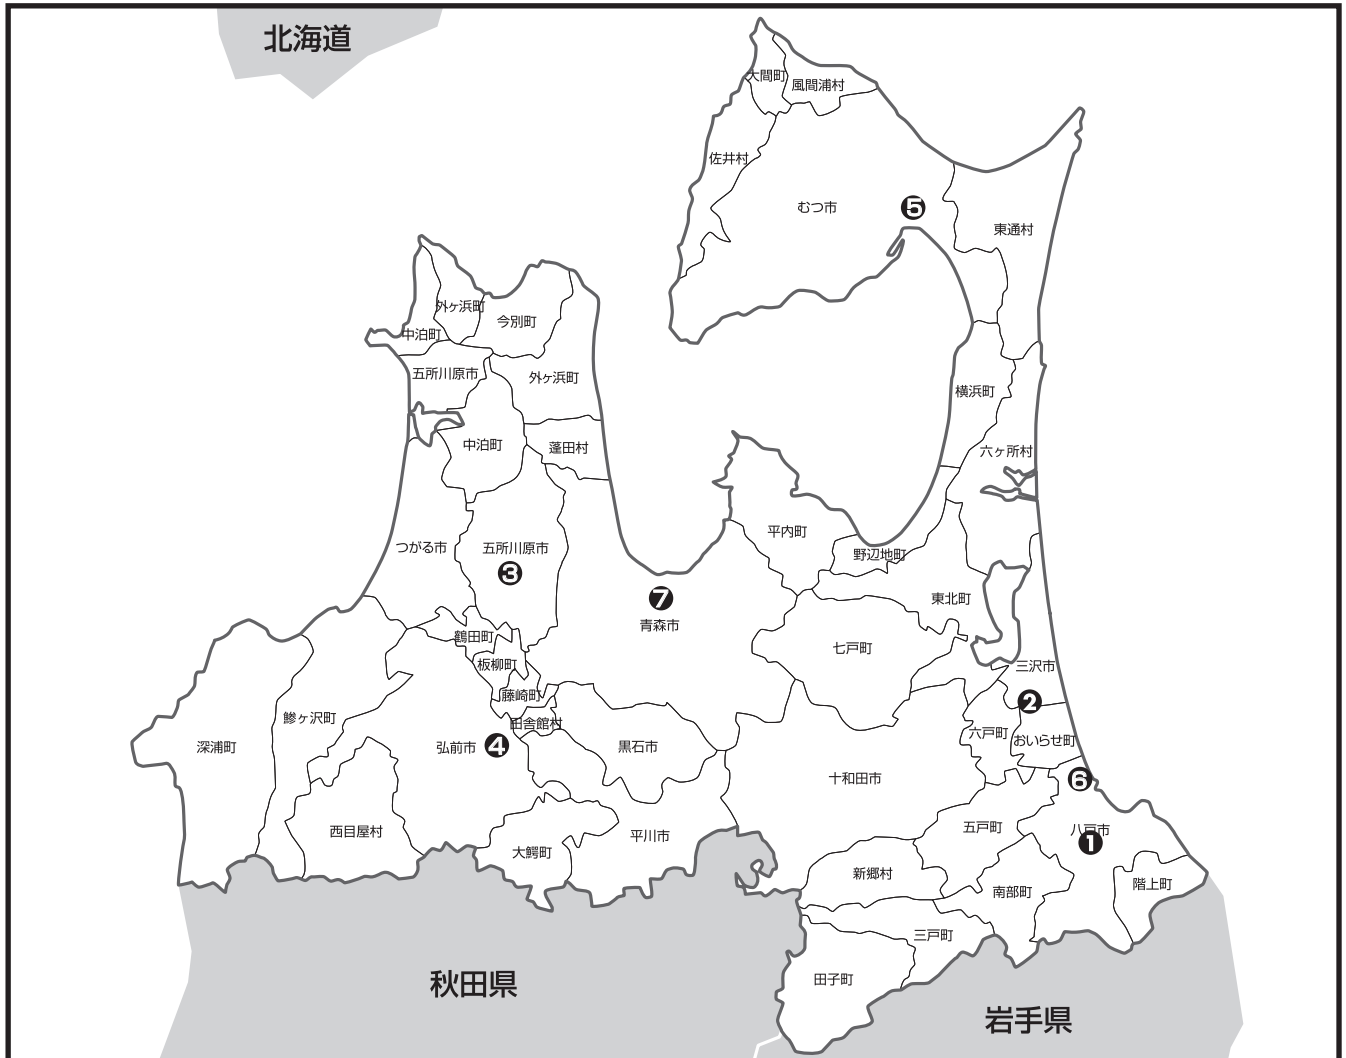 北海道
大間町
風間浦村
佐井村
むつ市
5
東通村
外ヶ浜町
今別町
中泊町
五所川原市
外ヶ浜町
横浜町
中泊町
蓬田村
六ヶ所村
平内町
つがる市
五所川原市
3
野辺地町
7
東北町
青森市
鶴田町
七戸町
板柳町
三沢市
藤崎町
2
鰺ヶ沢町
田舎館村
六戸町
おいらせ町
深浦町
弘前市
4
黒石市
十和田市
6
西目屋村
平川市
五戸町
八戸市
1
大鰐町
新郷村
階上町
南部町
三戸町
田子町
秋田県
岩手県